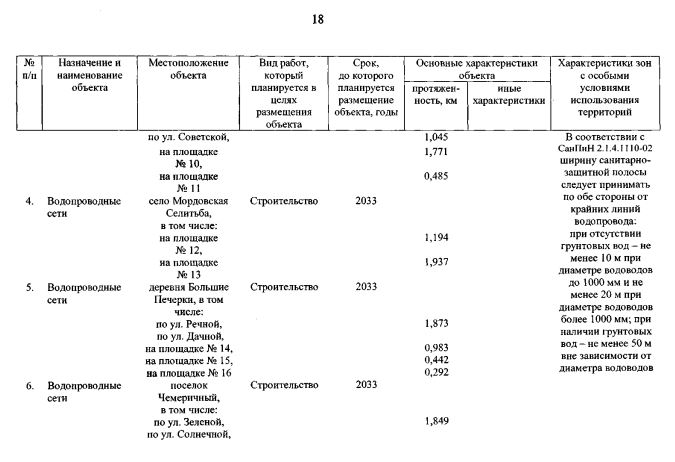 18
№ п/п
Назначение и наименование объекта
Местоположение объекта
Вид работ, который планируется в целях размещения объекта
Срок, до которого планируется размещение объекта, годы
Основные характеристики объекта
протяжен-ность, км
иные характеристики
Характеристики зон с особыми условиями использования территорий
по ул. Советской, 1,045 В соответствии с
на площадке 1,771 СанПиН 2.1.4.1110-02
№ 10, ширину санитарно-
на площадке 0,485 защитной полосы
№ 11 следует принимать
4. Водопроводные село Мордовская Строительство 2033 по обе стороны от
сети Селитьба, крайних линий
в том числе: водопровода:
на площадке 1,194 при отсутствии
№ 12, грунтовых вод – не
на площадке 1,937 менее 10 м при
№ 13 диаметре водоводов
5. Водопроводные деревня Большие Строительство 2033 до 1000 мм и не
сети Печерки, в том менее 20 м при
числе: диаметре водоводов
по ул. Речной, 1,873 более 1000 мм; при
по ул. Дачной, наличии грунтовых
на площадке № 14, 0,983 вод – не менее 50 м
на площадке № 15, 0,442 вне зависимости от
на площадке № 16 0,292 диаметра водоводов
6. Водопроводные поселок Строительство 2033
сети Чемеричный,
в том числе:
по ул. Зеленой, 1,849
по ул. Солнечной,